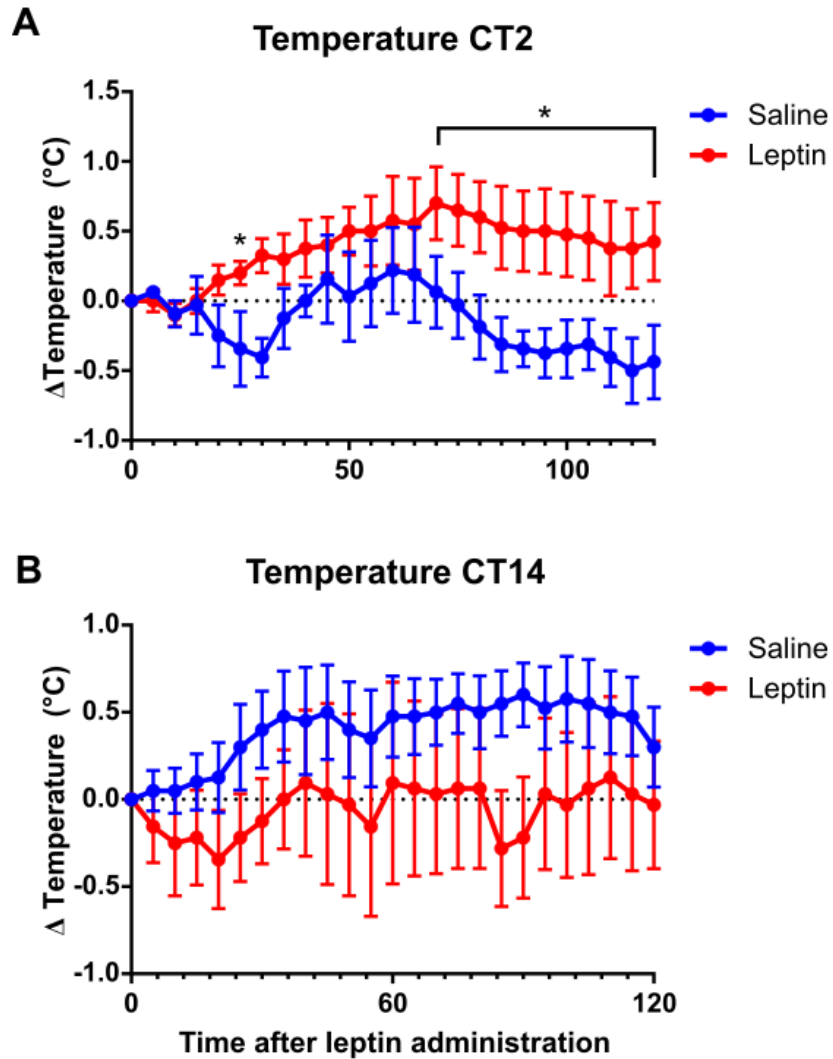 A
Temperature CT2
ΔTemperature (°C)
1.5
1.0
0.5
0.0
-0.5
-1.0
0
50
100
*
*
Saline
Leptin
B
Temperature CT14
Δ Temperature (°C)
1.0
0.5
0.0
-0.5
-1.0
0
60
120
Saline
Leptin
Time after leptin administration